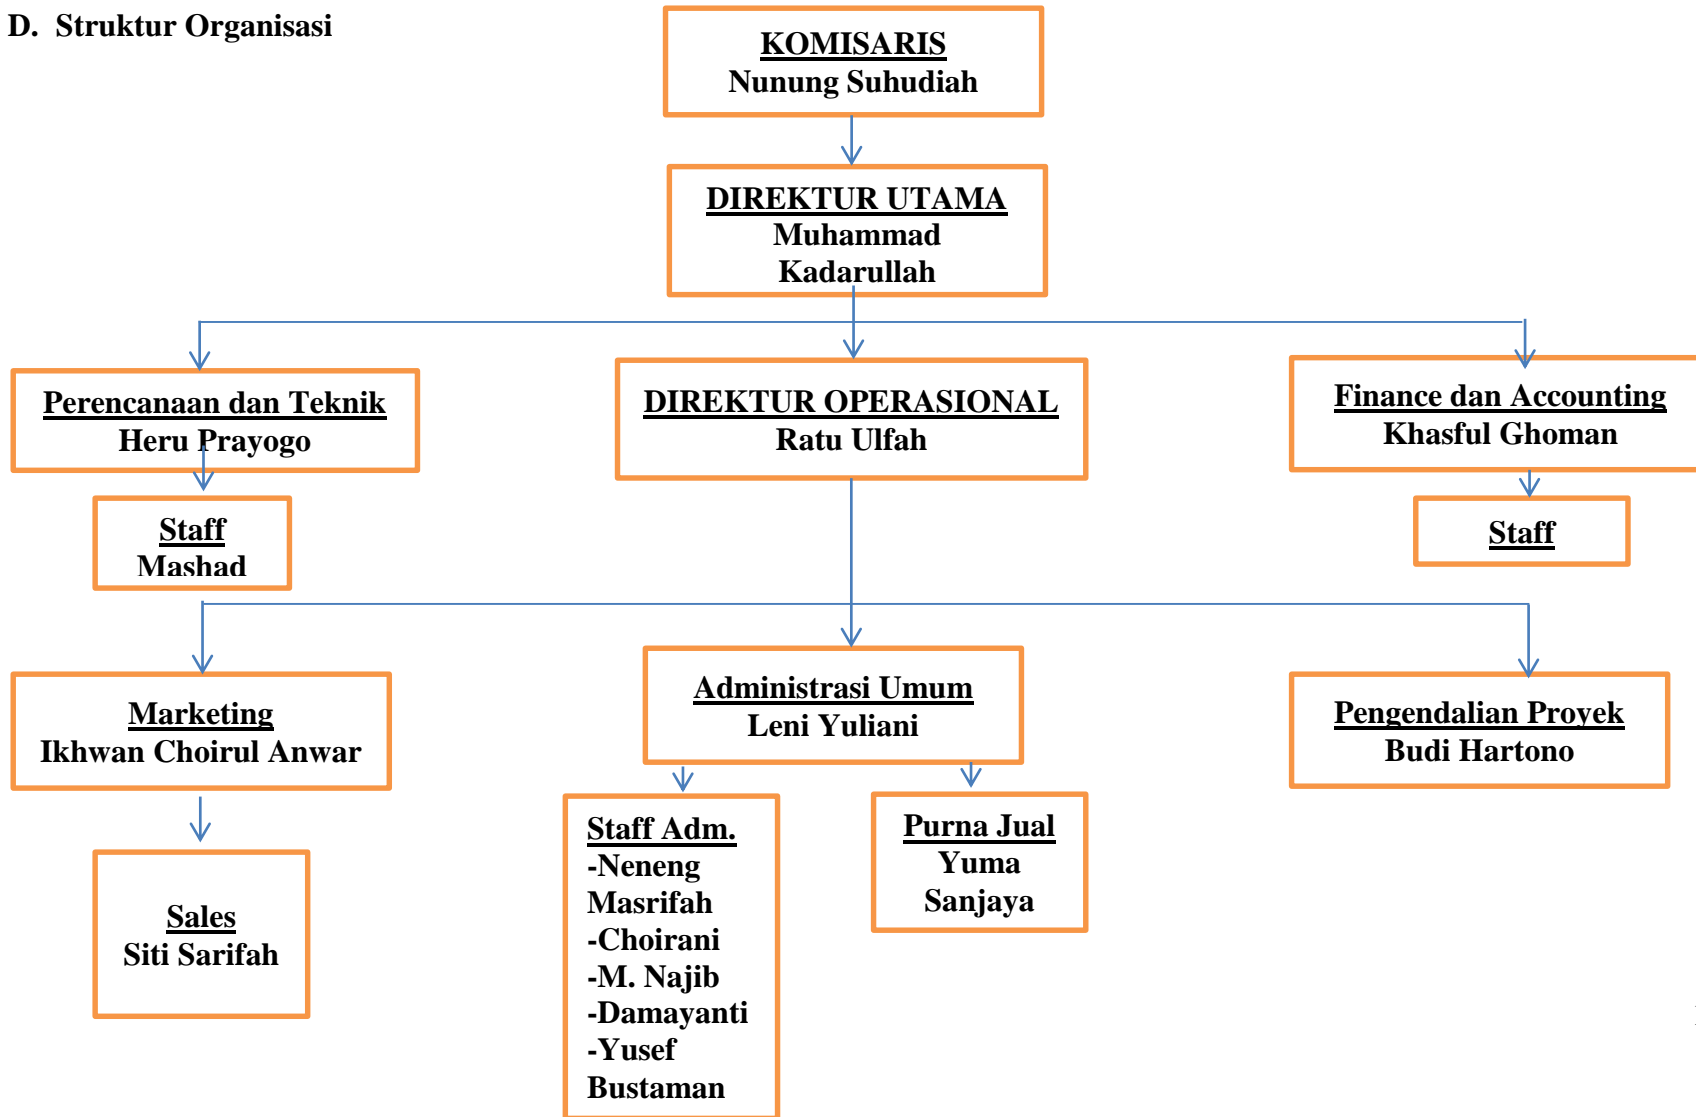 D. Struktur Organisasi
KOMISARIS
Nunung Suhudiah
DIREKTUR UTAMA
Muhammad
Kadarullah
Perencanaan dan Teknik
Heru Prayogo
DIREKTUR OPERASIONAL
Ratu Ulfah
Finance dan Accounting
Khasful Ghoman
Staff
Mashad
Staff
Marketing
Ikhwan Choirul Anwar
Administrasi Umum
Leni Yuliani
Pengendalian Proyek
Budi Hartono
Sales
Siti Sarifah
Staff Adm.
-Neneng
Masrifah
-Choirani
-M. Najib
-Damayanti
-Yusef
Bustaman
Purna Jual
Yuma
Sanjaya